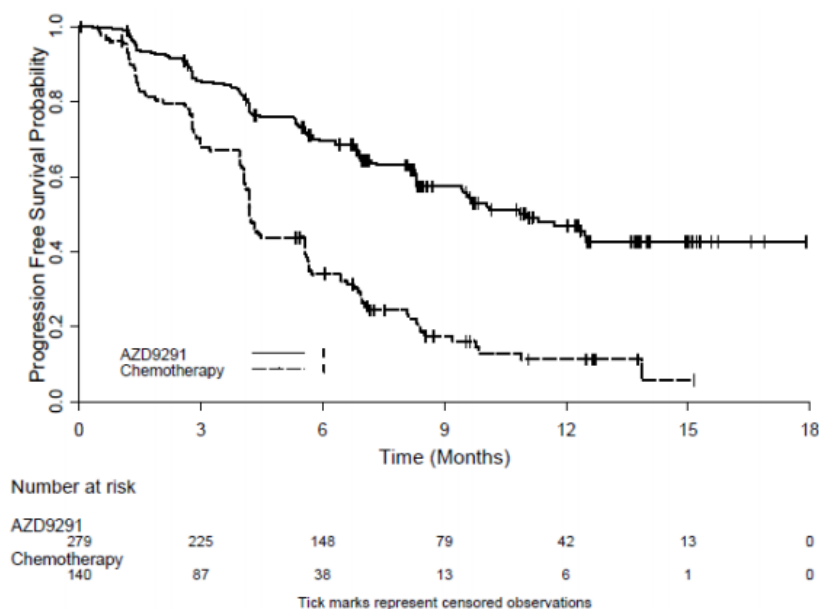 Progression Free Survival Probability
1.0
0.8
0.6
0.4
0.2
0.0
AZD9291
Chemotherapy
0 3 6 9 12 15 18
Time (Months)
Number at risk
AZD9291
279 225 148 79 42 13 0
Chemotherapy
140 87 38 13 6 1 0
Tick marks represent censored observations